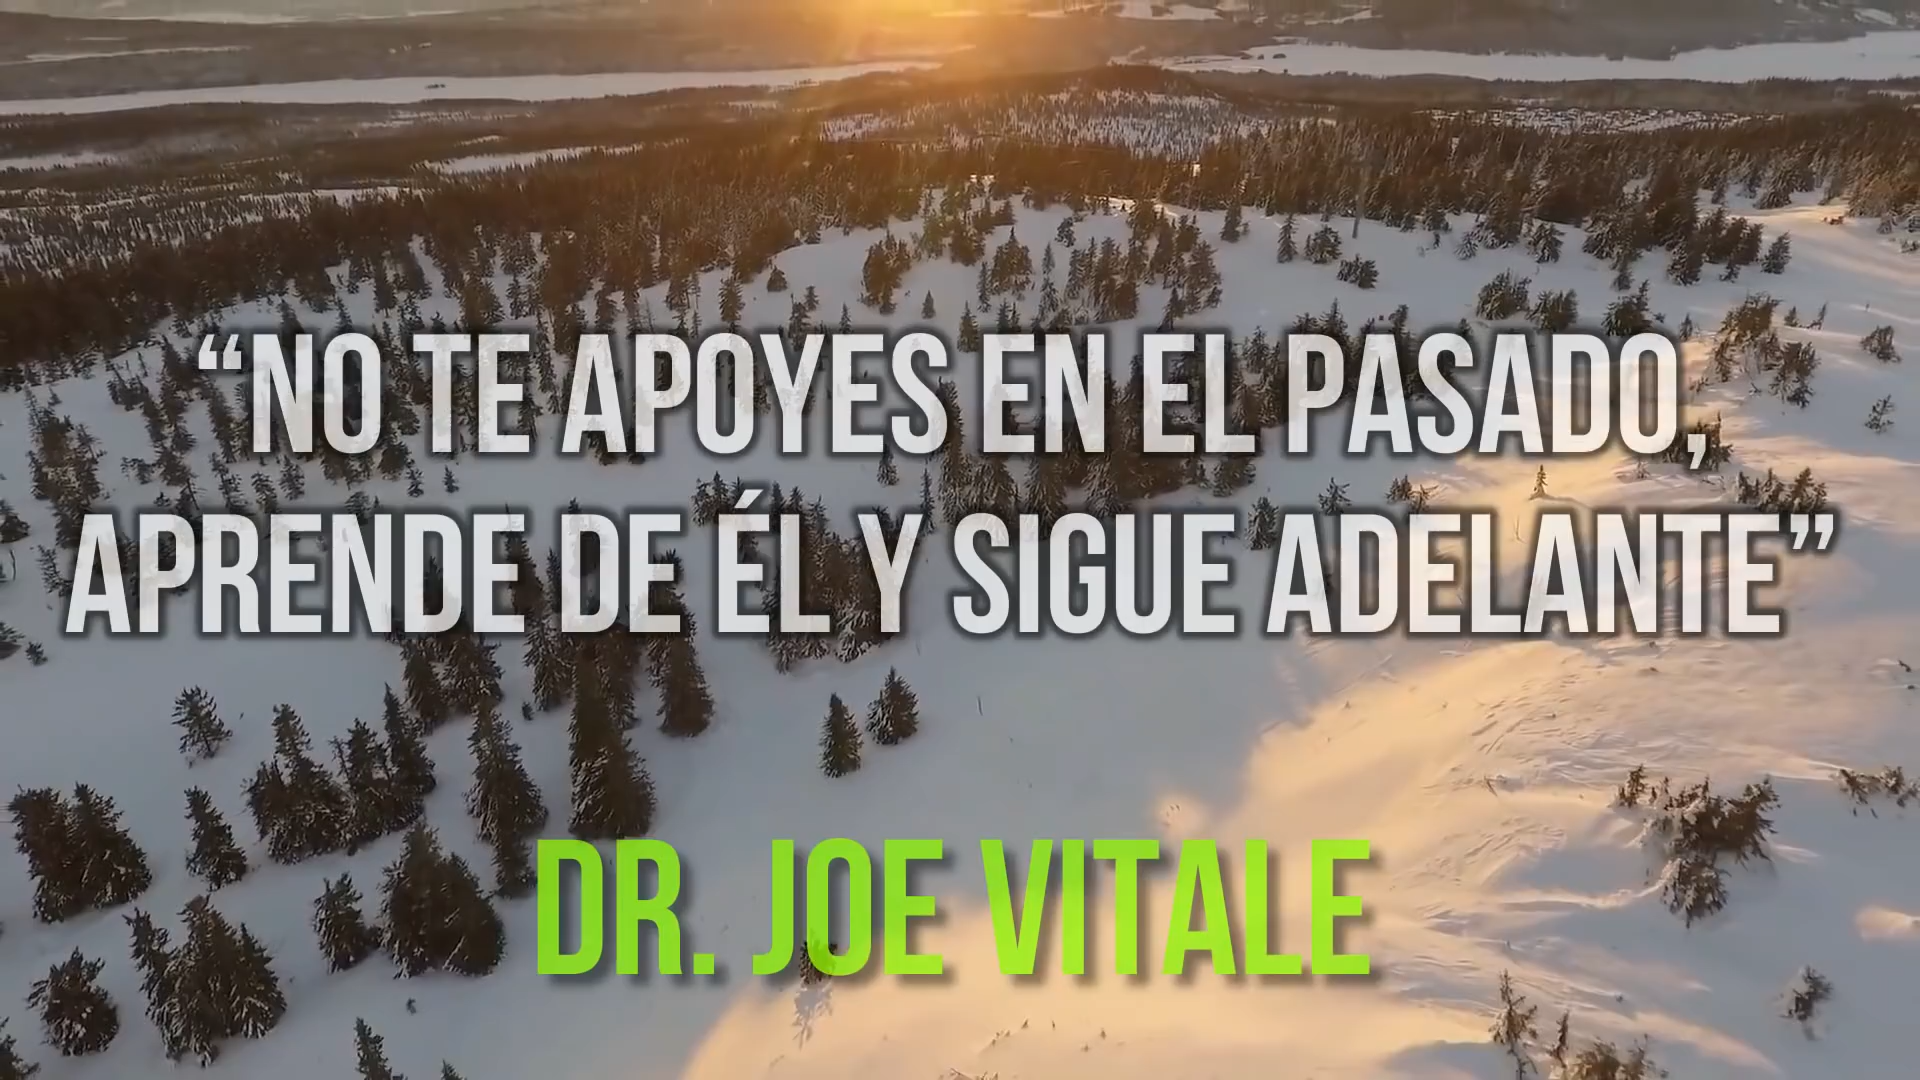 “NO TE APOYES EN EL PASADO,
APRENDE DE ÉL Y SIGUE ADELANTE”
DR. JOE VITALE